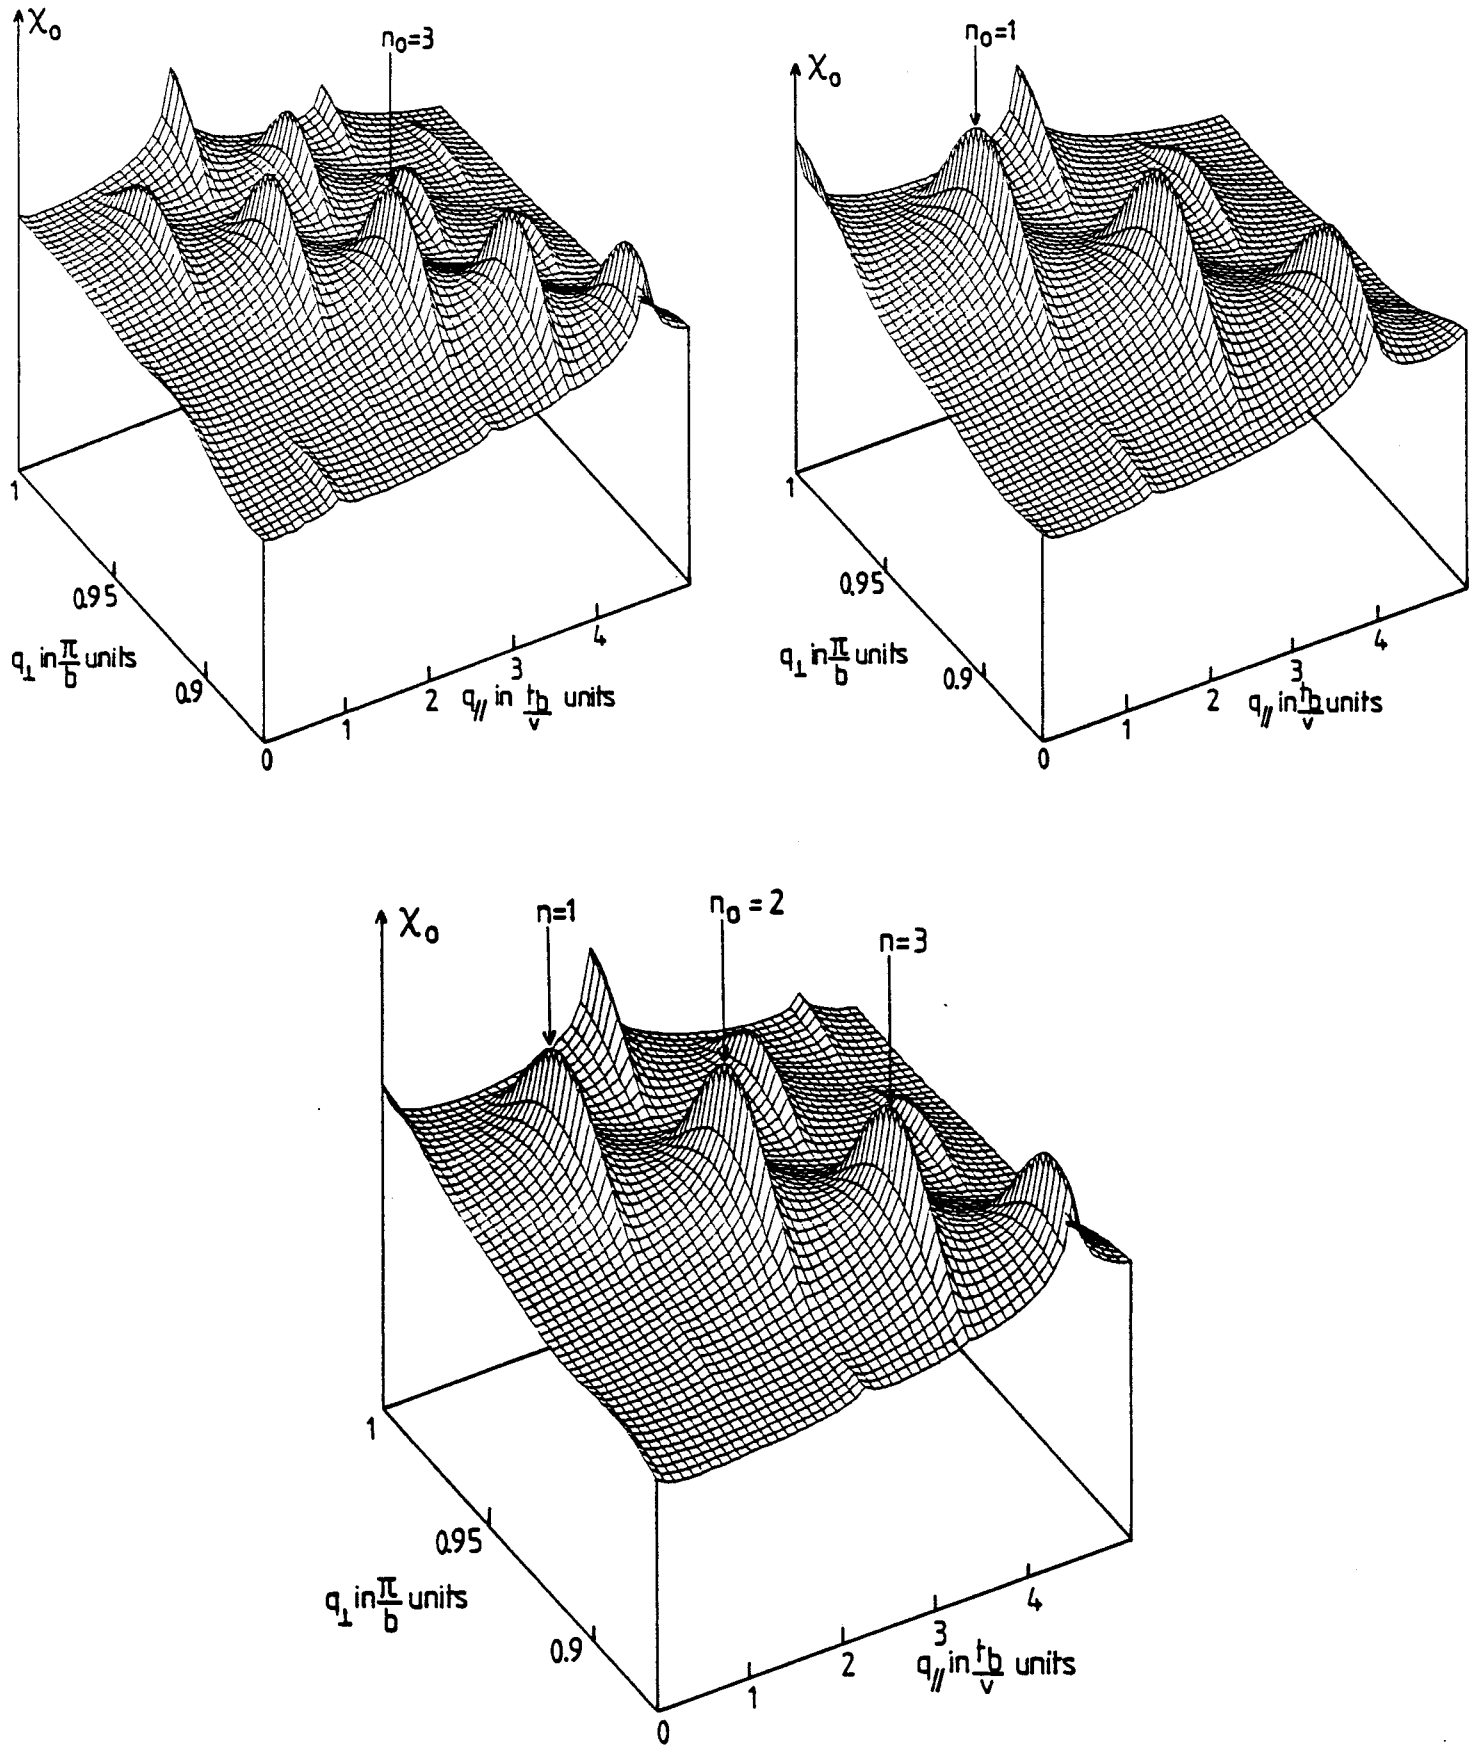 χ₀
n₀=3
1
0.95
0.9
0
1
2
3
4
q⊥ in π/b units
q// in t_b/v units
χ₀
n₀=1
1
0.95
0.9
0
1
2
3
4
q⊥ in π/b units
q// in t_b/v units
χ₀
n=1
n₀=2
n=3
1
0.95
0.9
0
1
2
3
4
q⊥ in π/b units
q// in t_b/v units